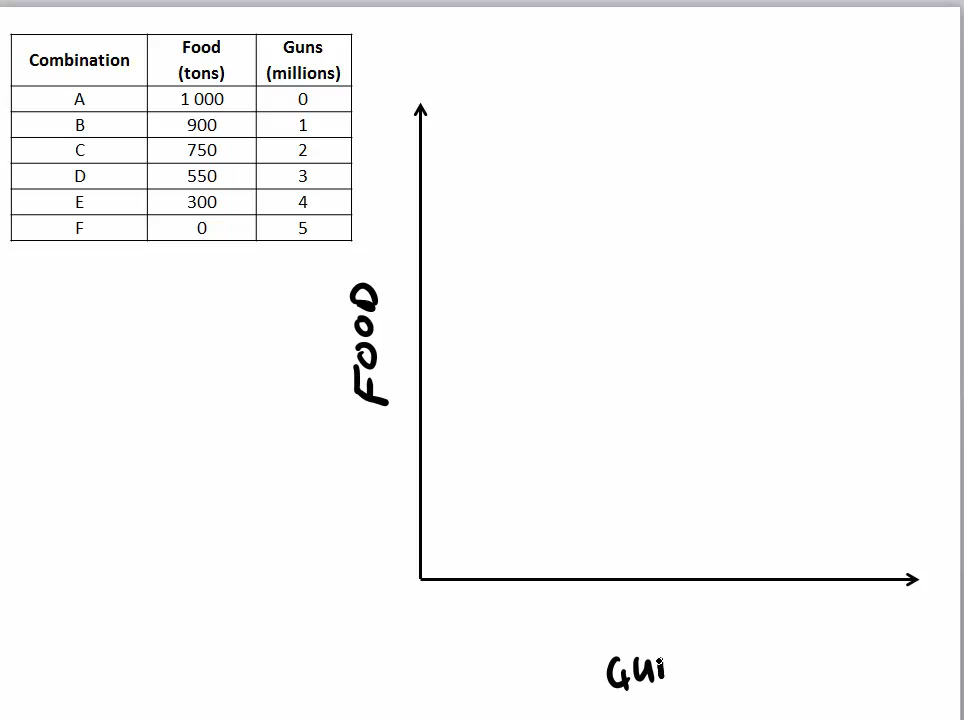 Combination Food (tons) Guns (millions)
A 1 000 0
B 900 1
C 750 2
D 550 3
E 300 4
F 0 5
FOOD
GUI